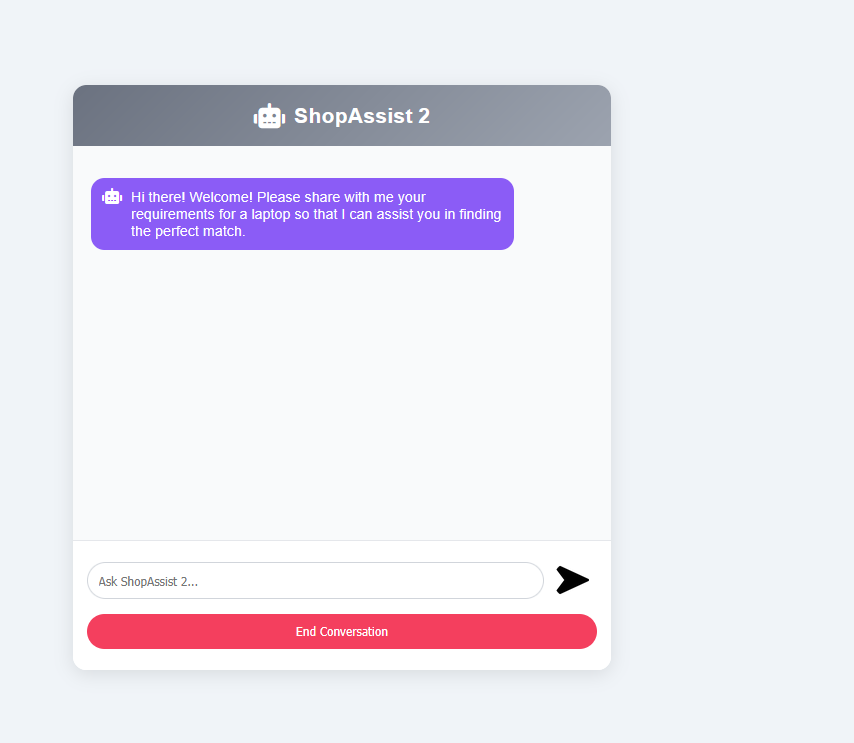 ShopAssist 2
Hi there! Welcome! Please share with me your
requirements for a laptop so that I can assist you in finding
the perfect match.
Ask ShopAssist 2...
End Conversation